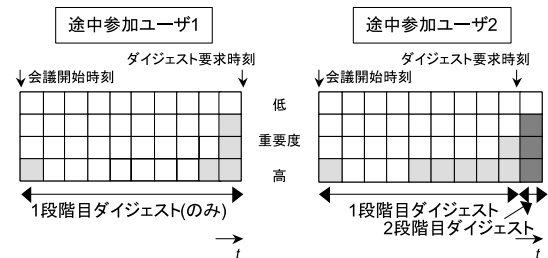 途中参加ユーザ1
ダイジェスト要求時刻
会議開始時刻
1段階目ダイジェスト(のみ)
t
低
重要度
高
途中参加ユーザ2
ダイジェスト要求時刻
会議開始時刻
1段階目ダイジェスト
2段階目ダイジェスト
t